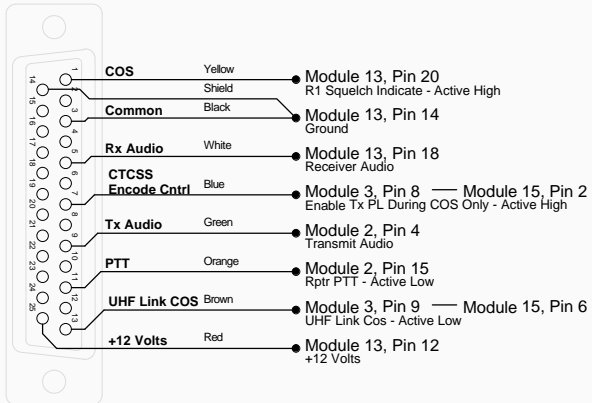 1
2
3
4
5
6
7
8
9
10
11
12
13
14
15
16
17
18
19
20
21
22
23
24
25
COS Yellow Module 13, Pin 20
R1 Squelch Indicate - Active High
Shield
Common Black Module 13, Pin 14
Ground
Rx Audio White Module 13, Pin 18
Receiver Audio
CTCSS
Encode Cntrl Blue Module 3, Pin 8 — Module 15, Pin 2
Enable Tx PL During COS Only - Active High
Tx Audio Green Module 2, Pin 4
Transmit Audio
PTT Orange Module 2, Pin 15
Rptr PTT - Active Low
UHF Link COS Brown Module 3, Pin 9 — Module 15, Pin 6
UHF Link Cos - Active Low
+12 Volts Red Module 13, Pin 12
+12 Volts